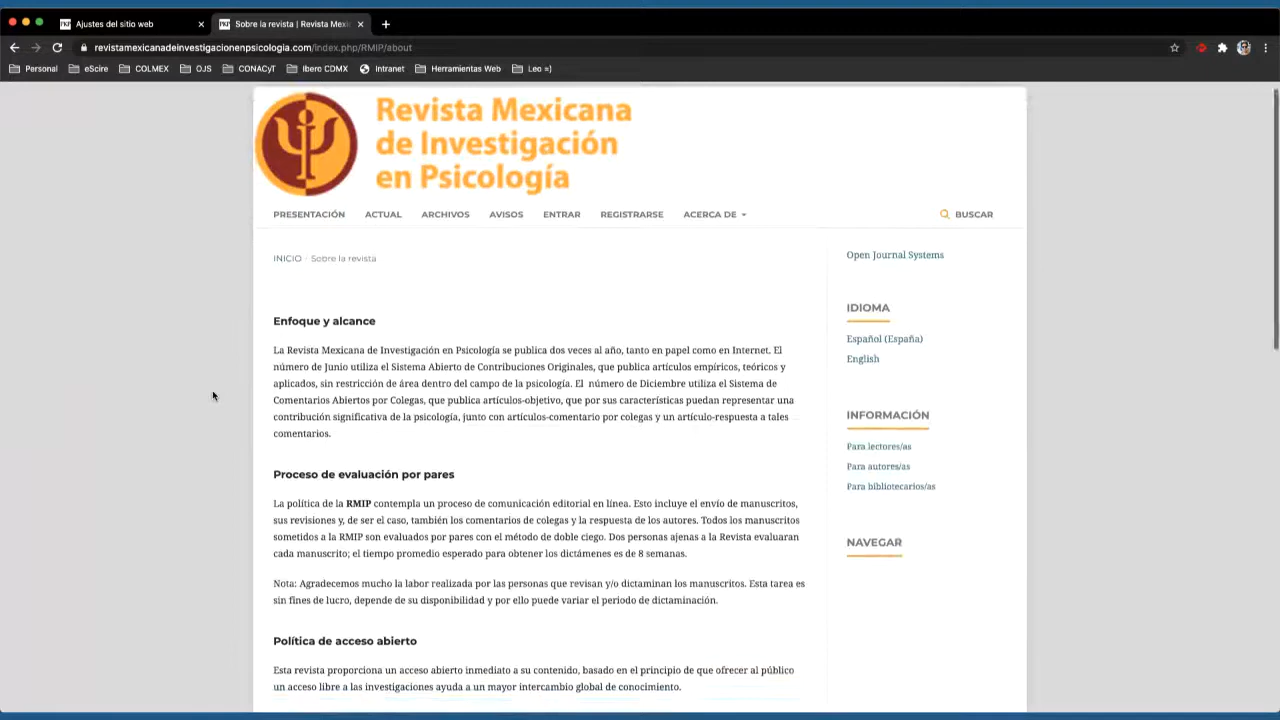 Ajustes del sitio web
Sobre la revista | Revista Mexic
revistamexicanadeinvestigacionenpsicologia.com/index.php/RMIP/about
Personal eScire COLMEX OJS CONACyT Ibero CDMX Intranet Herramientas Web Leo =)
Revista Mexicana
de Investigación
en Psicología
PRESENTACIÓN ACTUAL ARCHIVOS AVISOS ENTRAR REGISTRARSE ACERCA DE BUSCAR
INICIO / Sobre la revista
Enfoque y alcance
La Revista Mexicana de Investigación en Psicología se publica dos veces al año, tanto en papel como en Internet. El
número de Junio utiliza el Sistema Abierto de Contribuciones Originales, que publica artículos empíricos, teóricos y
aplicados, sin restricción de área dentro del campo de la psicología. El número de Diciembre utiliza el Sistema de
Comentarios Abiertos por Colegas, que publica artículos-objetivo, que por sus características puedan representar una
contribución significativa de la psicología, junto con artículos-comentario por colegas y un artículo-respuesta a tales
comentarios.
Proceso de evaluación por pares
La política de la RMIP contempla un proceso de comunicación editorial en línea. Esto incluye el envío de manuscritos,
sus revisiones y, de ser el caso, también los comentarios de colegas y la respuesta de los autores. Todos los manuscritos
sometidos a la RMIP son evaluados por pares con el método de doble ciego. Dos personas ajenas a la Revista evaluaran
cada manuscrito; el tiempo promedio esperado para obtener los dictámenes es de 8 semanas.
Nota: Agradecemos mucho la labor realizada por las personas que revisan y/o dictaminan los manuscritos. Esta tarea es
sin fines de lucro, depende de su disponibilidad y por ello puede variar el periodo de dictaminación.
Política de acceso abierto
Esta revista proporciona un acceso abierto inmediato a su contenido, basado en el principio de que ofrecer al público
un acceso libre a las investigaciones ayuda a un mayor intercambio global de conocimiento.
Open Journal Systems
IDIOMA
Español (España)
English
INFORMACIÓN
Para lectores/as
Para autores/as
Para bibliotecarios/as
NAVEGAR